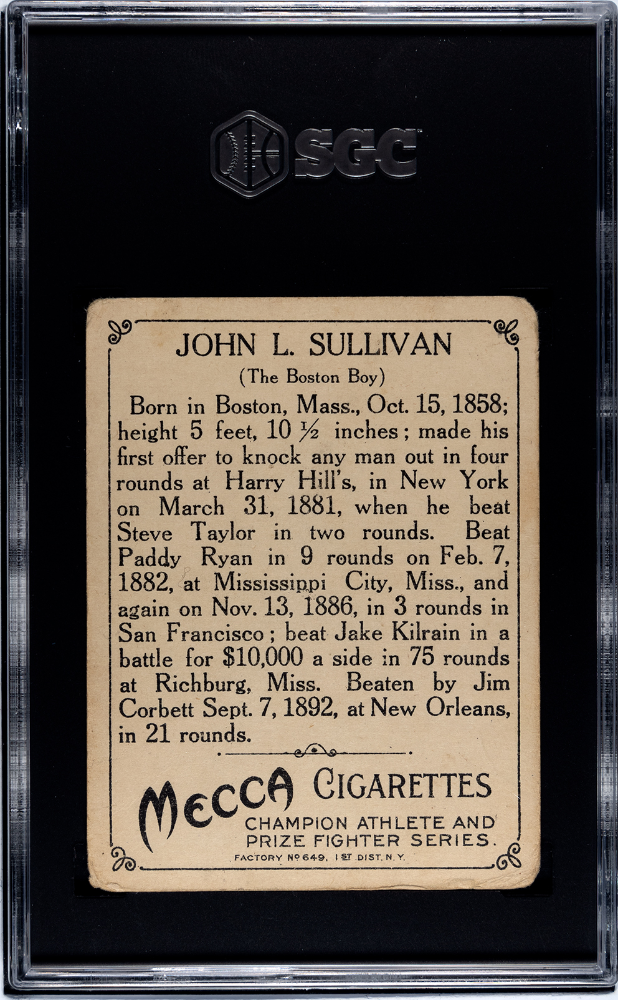 SGC
JOHN L. SULLIVAN
(The Boston Boy)
Born in Boston, Mass., Oct. 15, 1858;
height 5 feet, 10 ½ inches; made his
first offer to knock any man out in four
rounds at Harry Hill's, in New York
on March 31, 1881, when he beat
Steve Taylor in two rounds. Beat
Paddy Ryan in 9 rounds on Feb. 7,
1882, at Mississippi City, Miss., and
again on Nov. 13, 1886, in 3 rounds in
San Francisco; beat Jake Kilrain in a
battle for $10,000 a side in 75 rounds
at Richburg, Miss. Beaten by Jim
Corbett Sept. 7, 1892, at New Orleans,
in 21 rounds.
MECCA CIGARETTES
CHAMPION ATHLETE AND
PRIZE FIGHTER SERIES.
FACTORY Nº 649, 1ST DIST. N.Y.